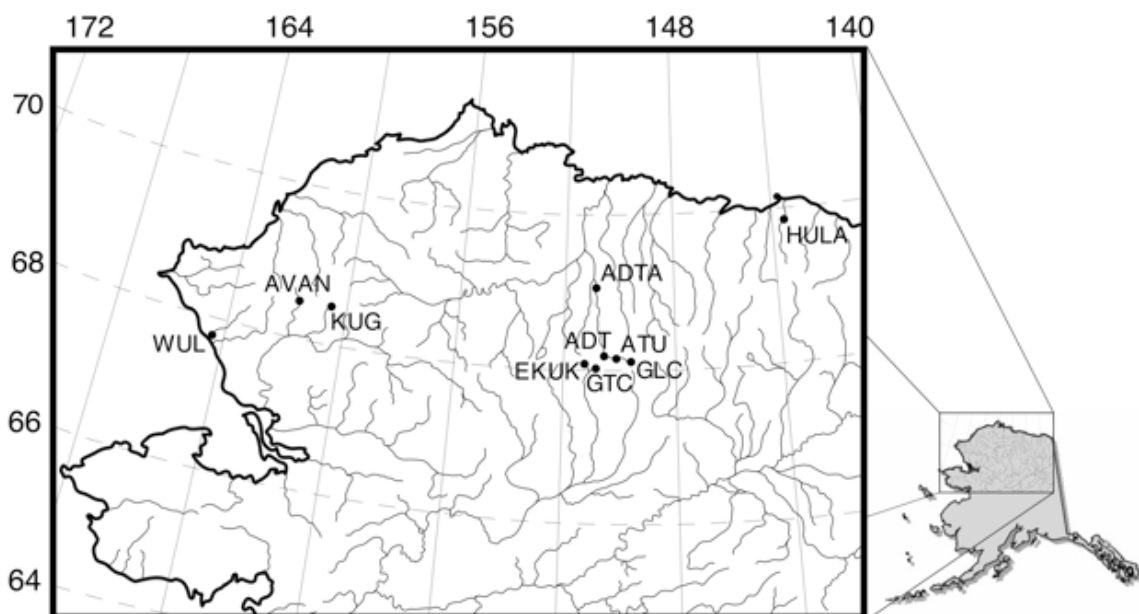 172 164 156 148 140
70
HULA
68
AVAN ADTA
KUG
WUL ADT ATU
EKUK GTC GLC
66
64